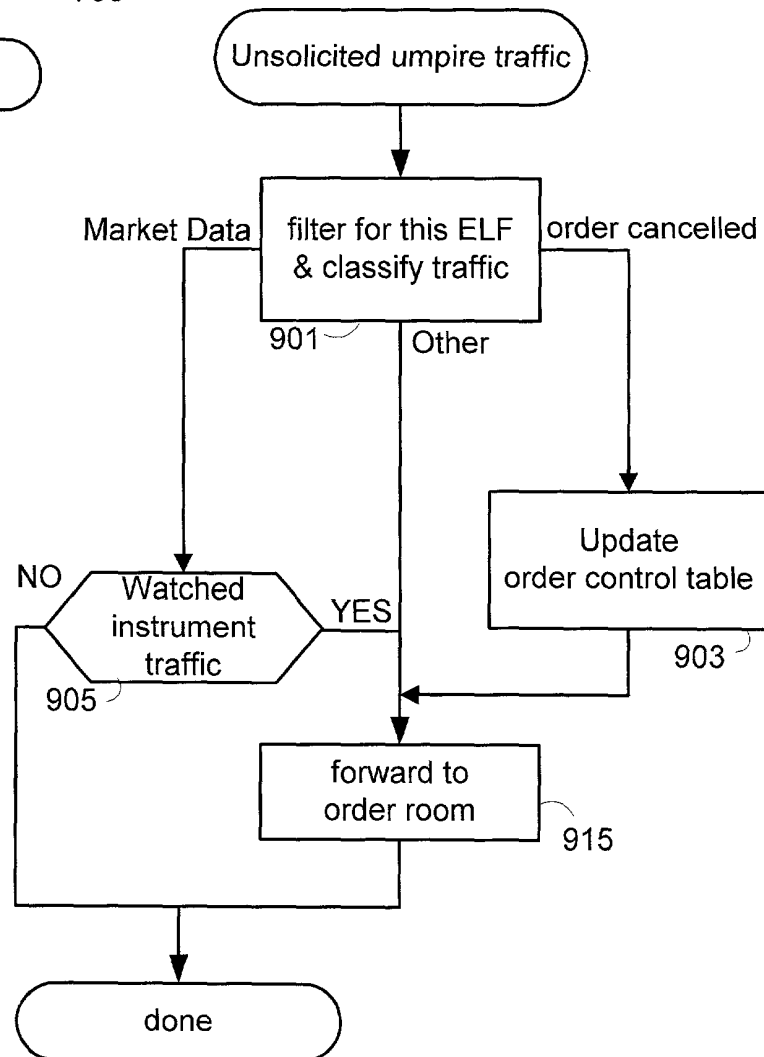 Unsolicited umpire traffic
Market Data
filter for this ELF
& classify traffic
order cancelled
901
Other
Update
order control table
903
NO
Watched
instrument
traffic
YES
905
forward to
order room
915
done